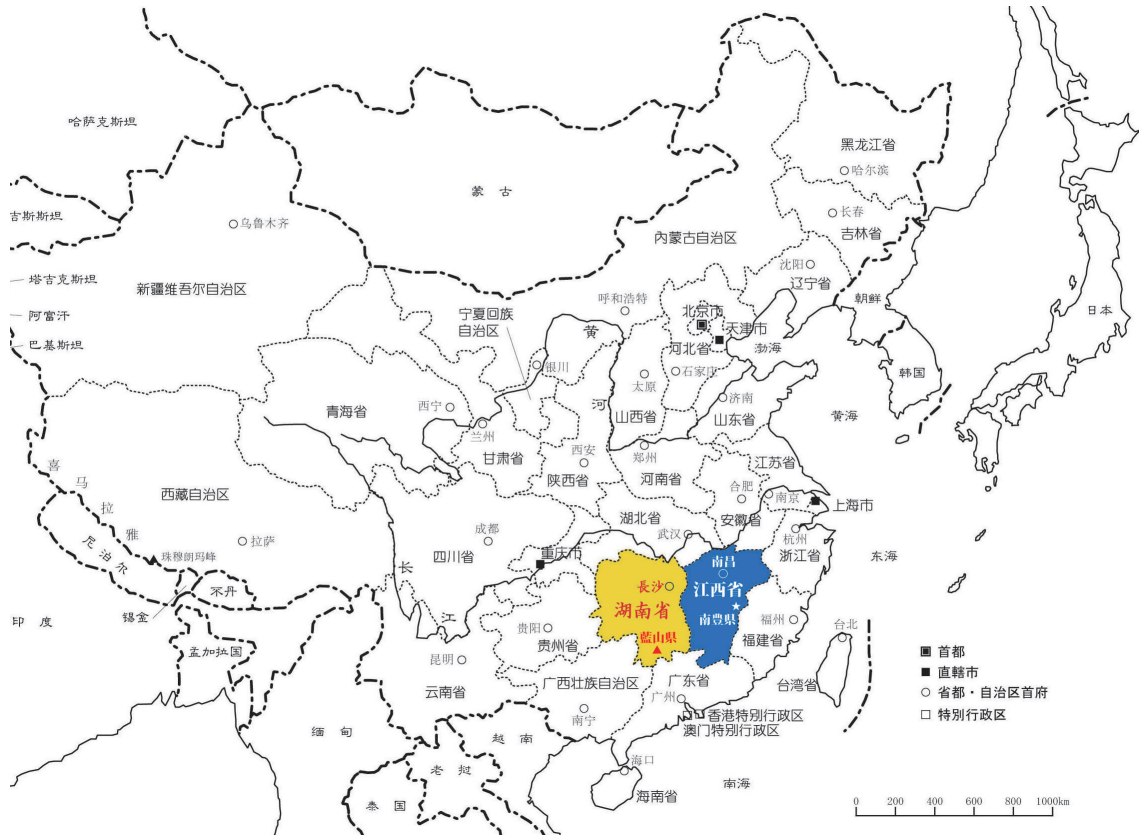 哈萨克斯坦
吉斯斯坦
塔吉克斯坦
阿富汗
巴基斯坦
乌鲁木齐
新疆维吾尔自治区
蒙古
黑龙江省
哈尔滨
长春
吉林省
内蒙古自治区
沈阳
辽宁省
朝鲜
日本
韩国
呼和浩特
北京市
天津市
河北省
渤海
石家庄
宁夏回族
自治区
黄
河
银川
太原
山西省
济南
山东省
黄海
青海省
西宁
兰州
甘肃省
西安
陕西省
郑州
河南省
江苏省
合肥
南京
安徽省
上海市
杭州
浙江省
东海
喜
马
拉
雅
西藏自治区
拉萨
珠穆朗玛峰
尼泊尔
锡金
不丹
印度
孟加拉国
成都
四川省
重庆市
湖北省
武汉
长
江
長沙
湖南省
藍山県
南昌
江西省
南豊県
贵阳
贵州省
昆明
云南省
福州
福建省
台北
台湾省
广西壮族自治区
南宁
广东省
广州
香港特别行政区
澳门特别行政区
缅甸
越南
老挝
泰国
海口
海南省
南海
首都
直辖市
省都・自治区首府
特别行政区
0 200 400 600 800 1000km